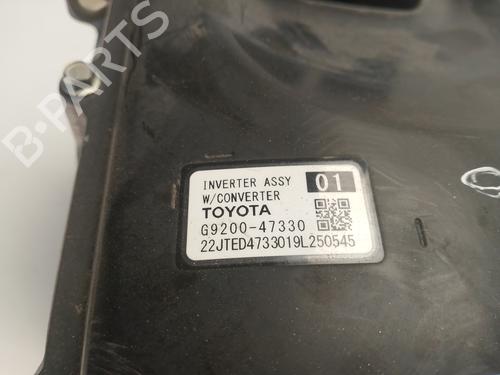 B-PARTS
INVERTER ASSY 01
W/CONVERTER
TOYOTA
G9200-47330
22JTED4733019L250545